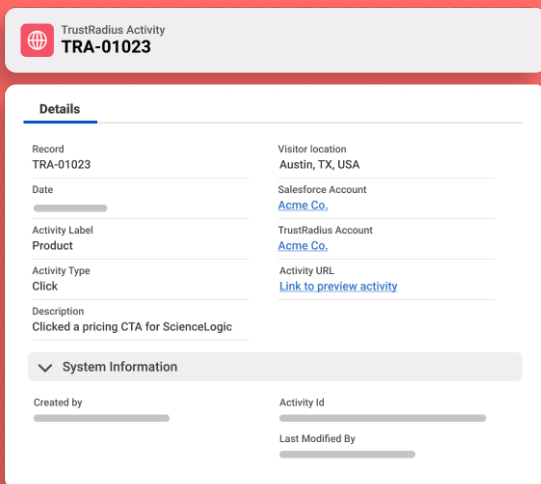 TrustRadius Activity
TRA-01023
Details
Record
TRA-01023
Visitor location
Austin, TX, USA
Date
Salesforce Account
Acme Co.
Activity Label
Product
TrustRadius Account
Acme Co.
Activity Type
Click
Activity URL
Link to preview activity
Description
Clicked a pricing CTA for ScienceLogic
System Information
Created by
Activity Id
Last Modified By